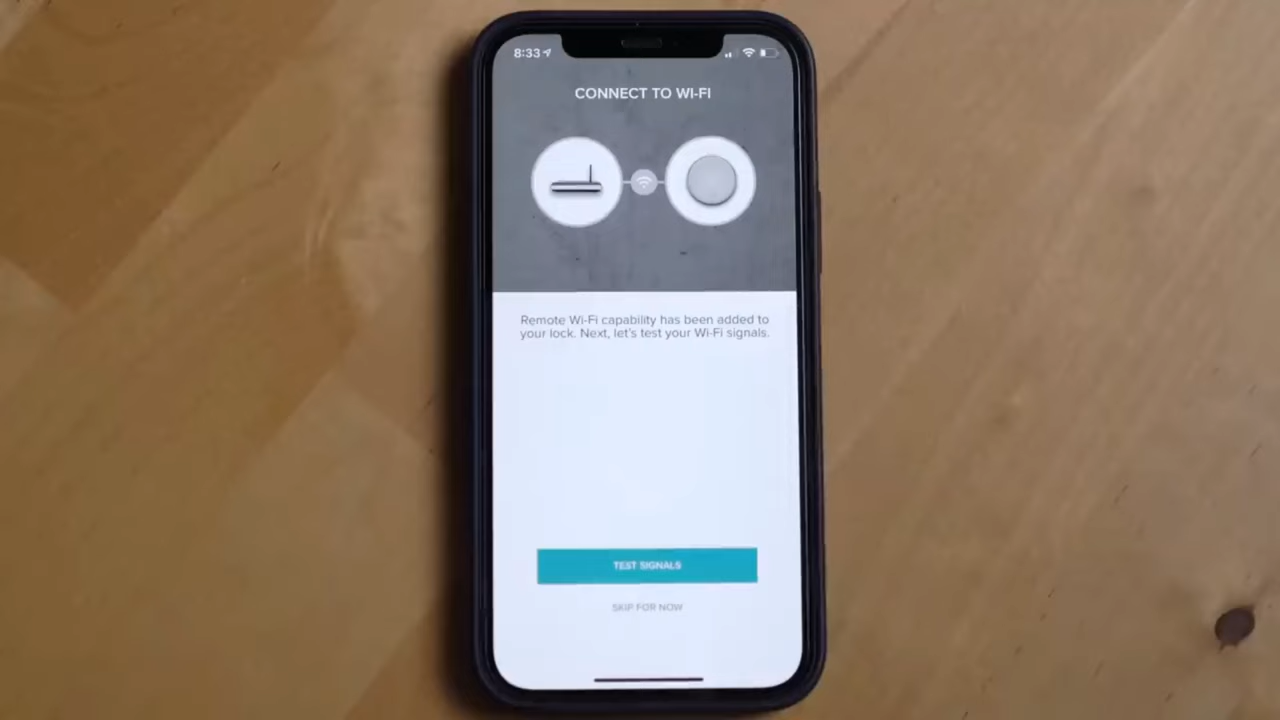 8:33
CONNECT TO WI-FI
Remote Wi-Fi capability has been added to
your lock. Next, let's test your Wi-Fi signals.
TEST SIGNALS
SKIP FOR NOW